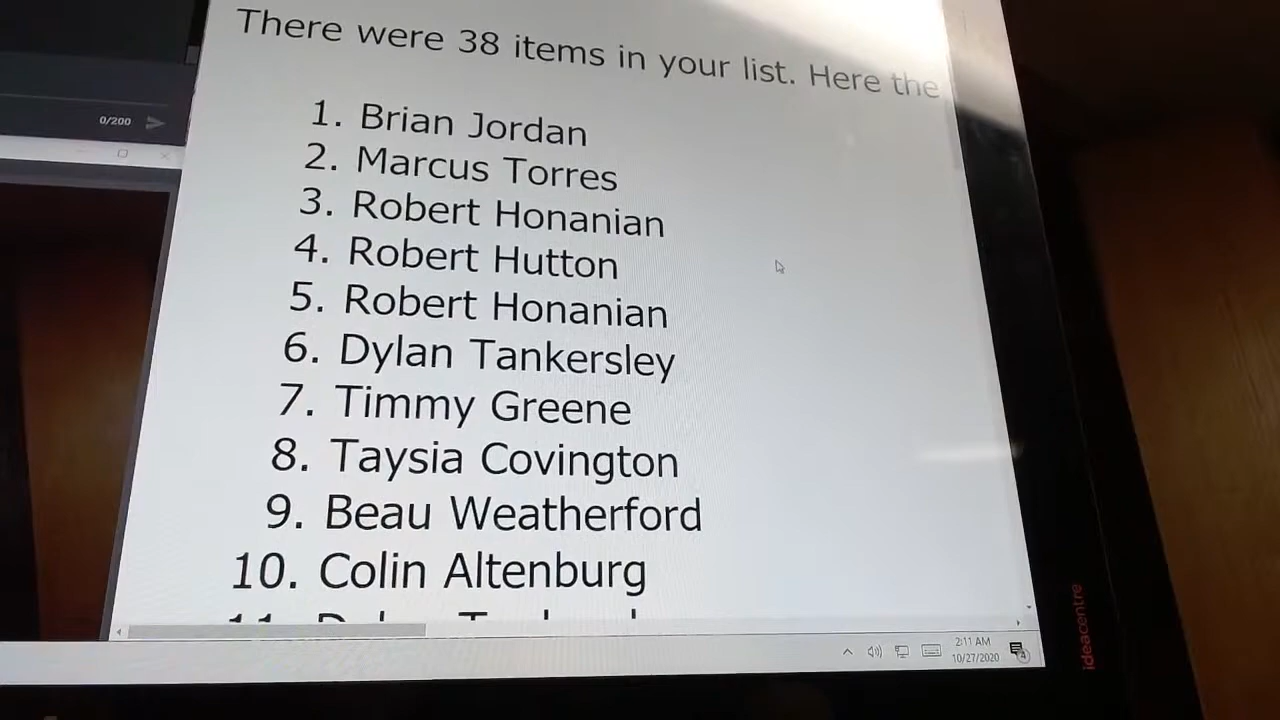 There were 38 items in your list. Here the
1. Brian Jordan
2. Marcus Torres
3. Robert Honanian
4. Robert Hutton
5. Robert Honanian
6. Dylan Tankersley
7. Timmy Greene
8. Taysia Covington
9. Beau Weatherford
10. Colin Altenburg
0/200
2:11 AM
10/27/2020
4
ideacentre